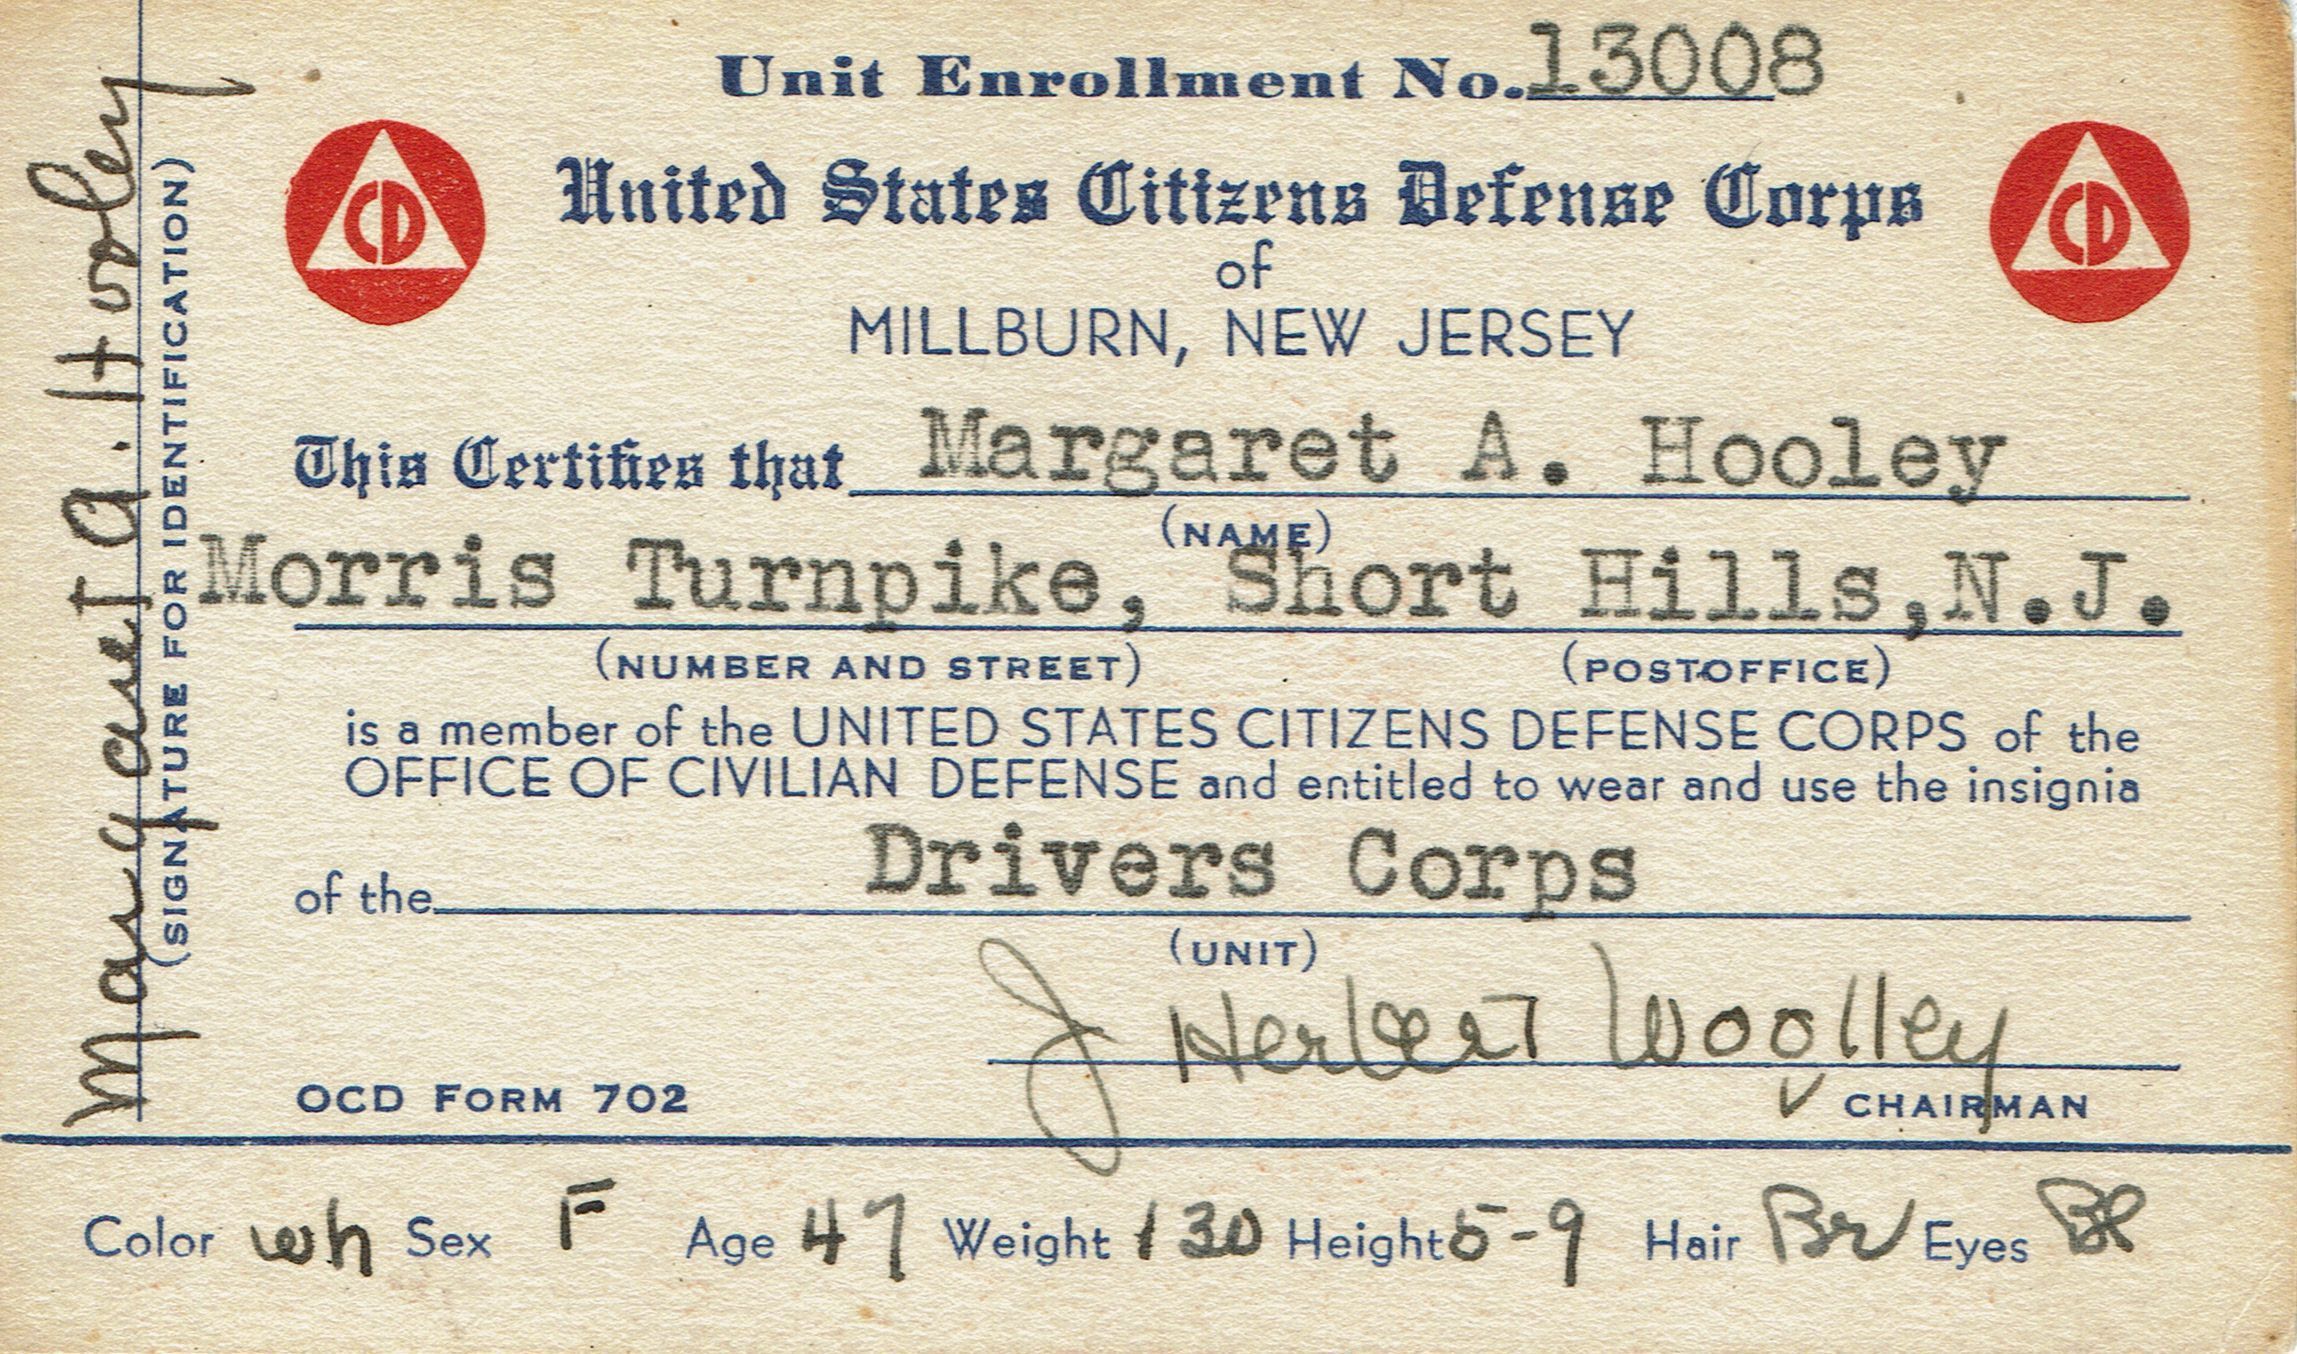 Unit Enrollment No. 13008
CD
CD
United States Citizens Defense Corps
of
MILLBURN, NEW JERSEY
This Certifies that Margaret A. Hooley
(NAME)
Morris Turnpike, Short Hills, N.J.
(NUMBER AND STREET) (POSTOFFICE)
is a member of the UNITED STATES CITIZENS DEFENSE CORPS of the
OFFICE OF CIVILIAN DEFENSE and entitled to wear and use the insignia
of the Drivers Corps
(UNIT)
J Herbert Woolley
OCD FORM 702 CHAIRMAN
Color wh Sex F Age 47 Weight 130 Height 5-9 Hair Br Eyes Bl
Margaret A. Hooley
(SIGNATURE FOR IDENTIFICATION)